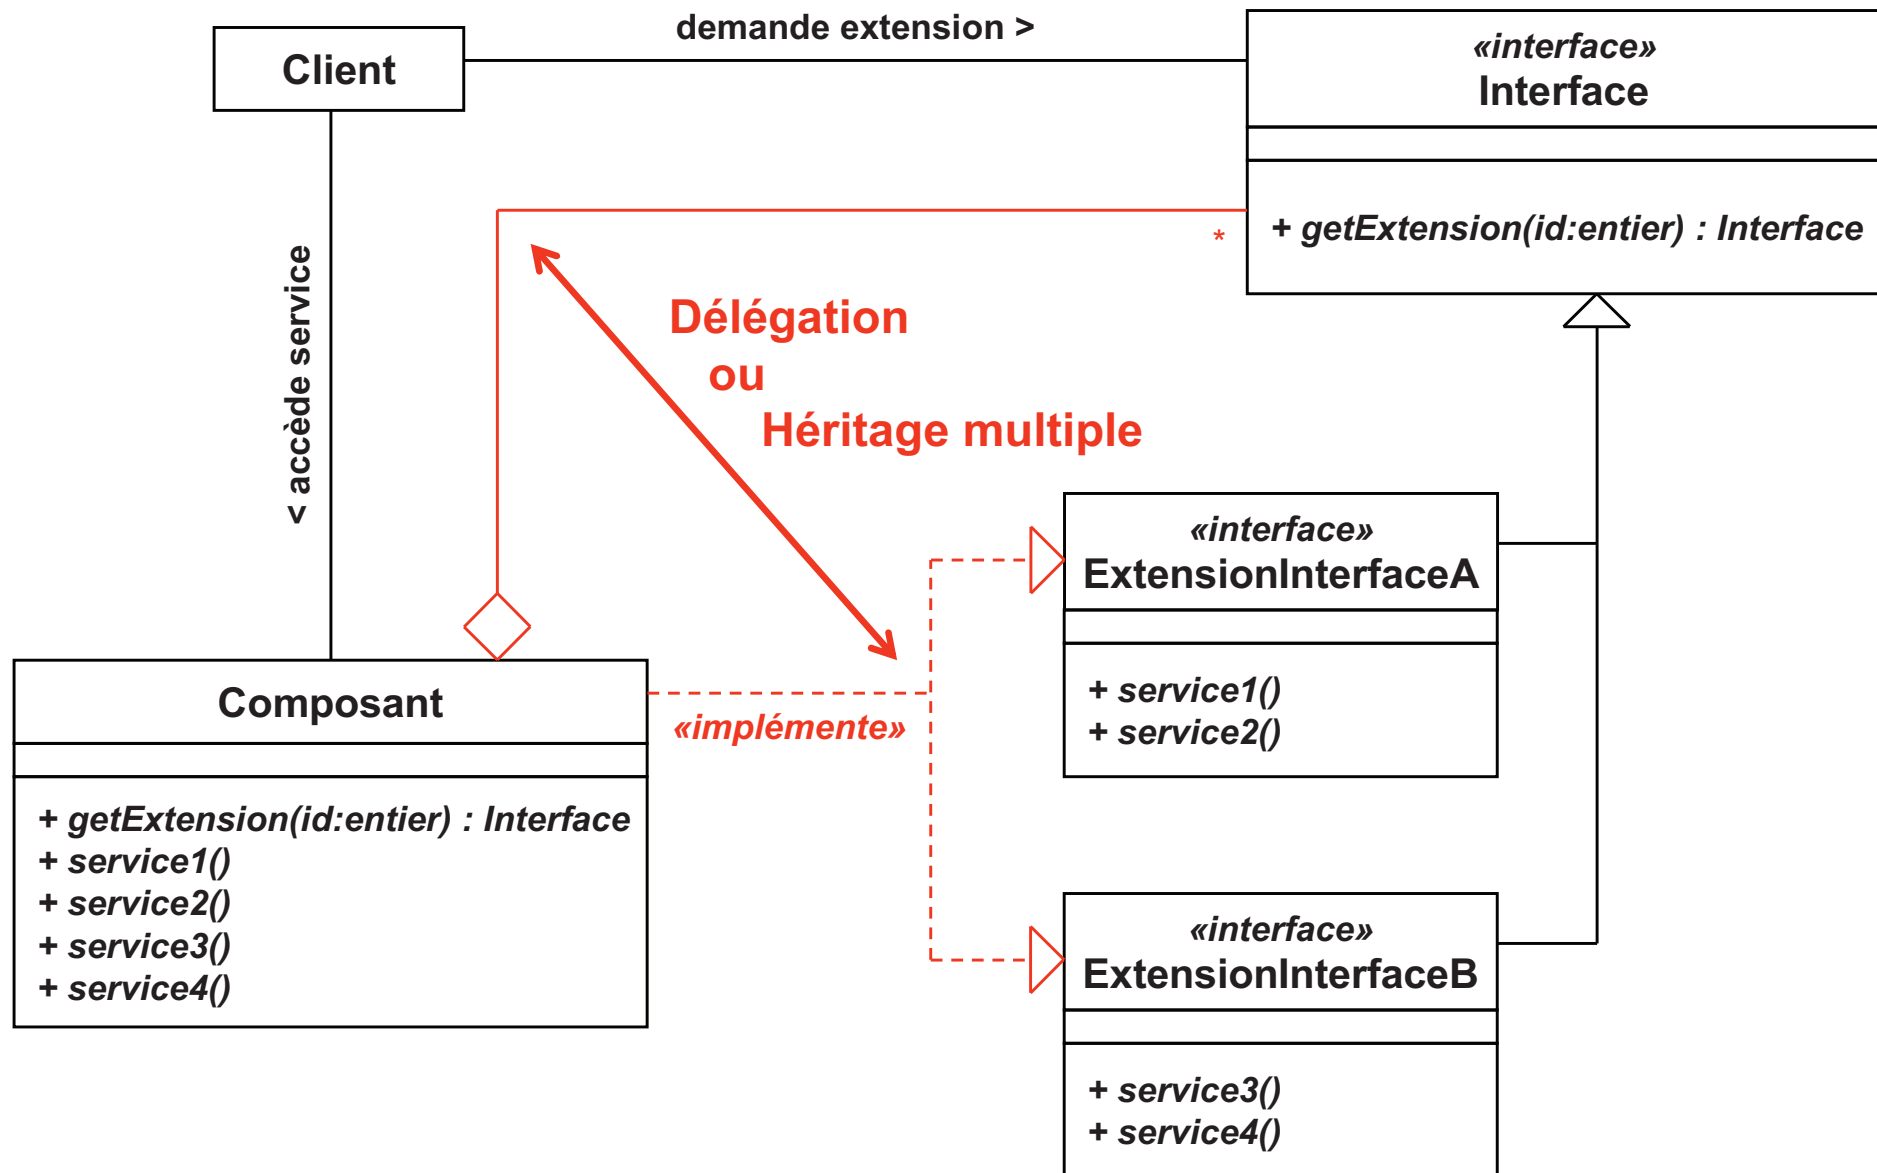 demande extension >
Client
«interface»
Interface
+ getExtension(id:entier) : Interface
*
< accède service
Délégation
ou
Héritage multiple
«interface»
ExtensionInterfaceA
+ service1()
+ service2()
Composant
«implémente»
+ getExtension(id:entier) : Interface
+ service1()
+ service2()
+ service3()
+ service4()
«interface»
ExtensionInterfaceB
+ service3()
+ service4()